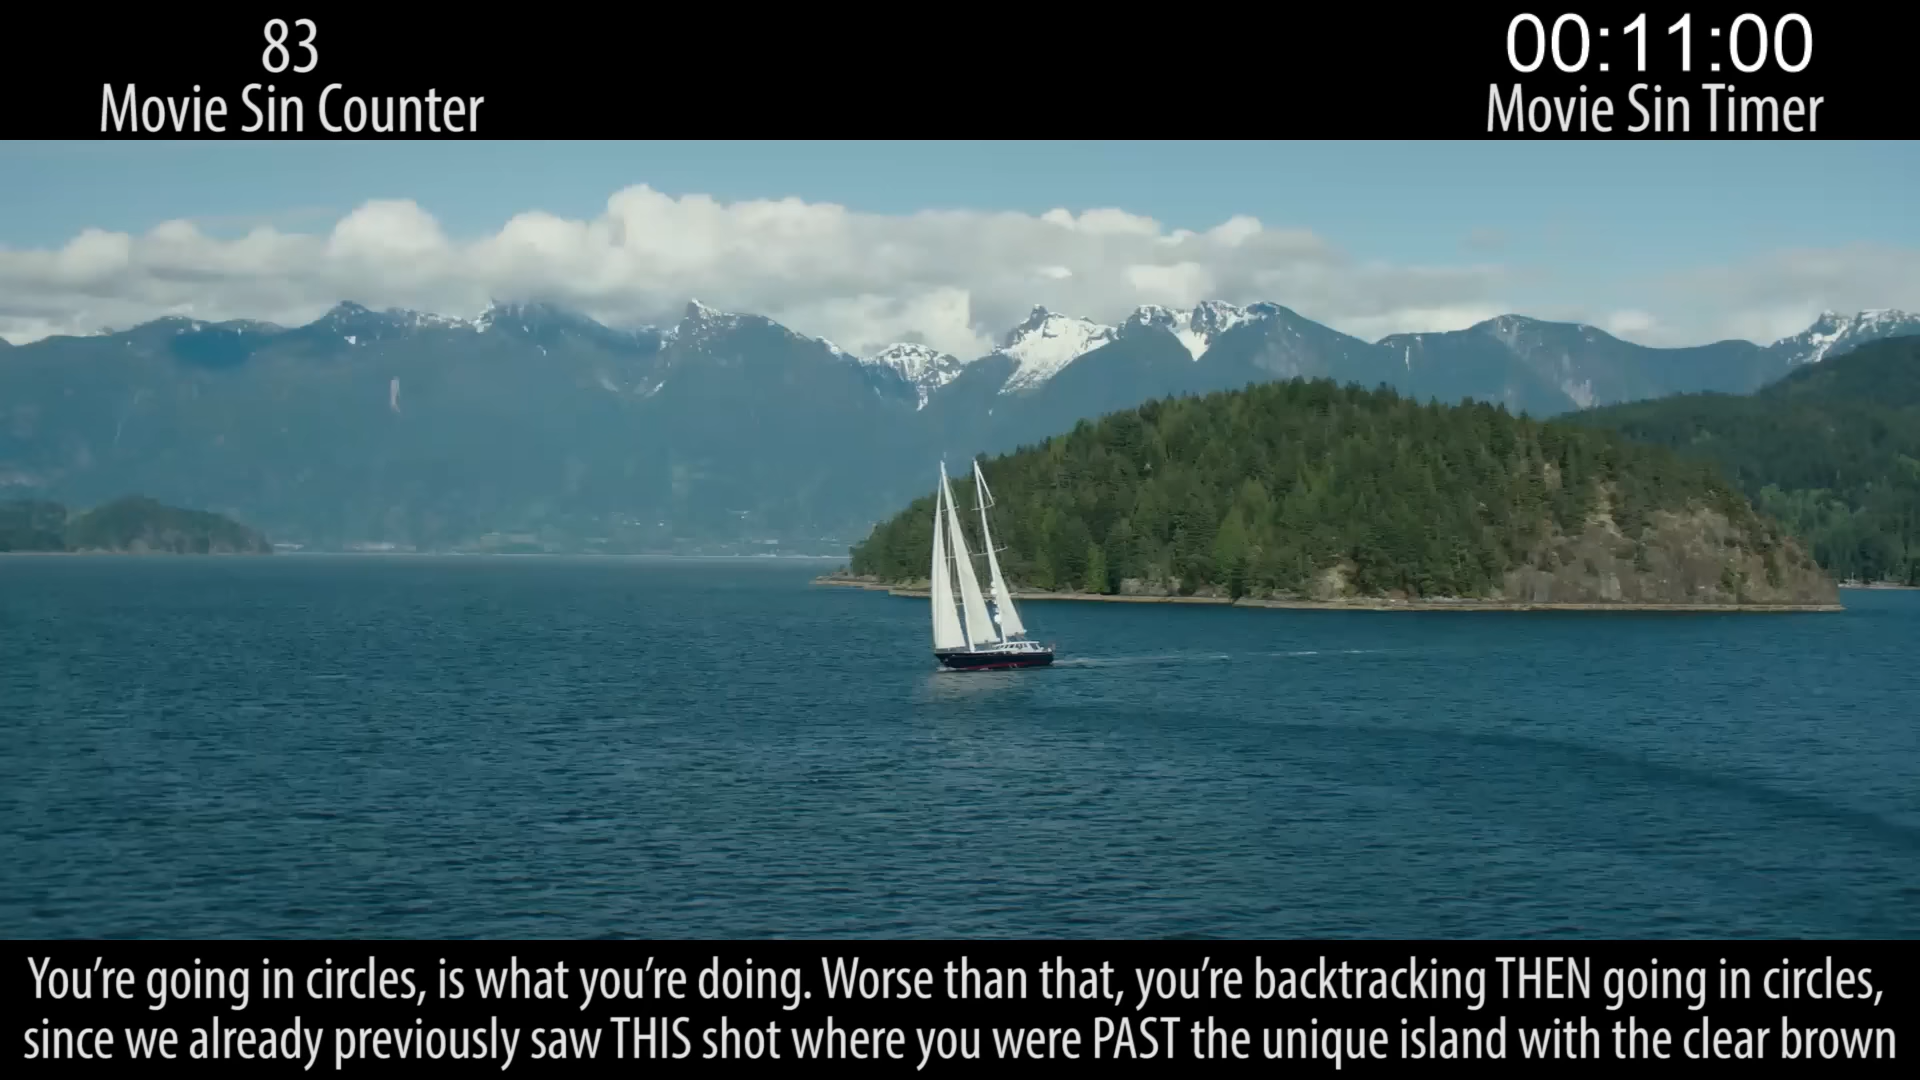 83
Movie Sin Counter
00:11:00
Movie Sin Timer
You're going in circles, is what you're doing. Worse than that, you're backtracking THEN going in circles,
since we already previously saw THIS shot where you were PAST the unique island with the clear brown